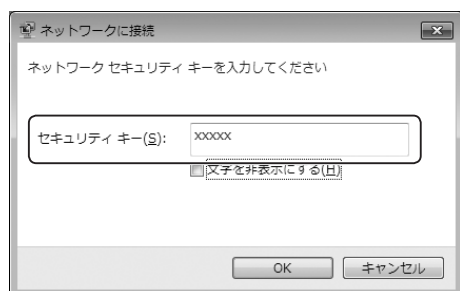 ネットワークに接続
ネットワーク セキュリティ キーを入力してください
セキュリティ キー(S): xxxxx
文字を非表示にする(H)
OK キャンセル